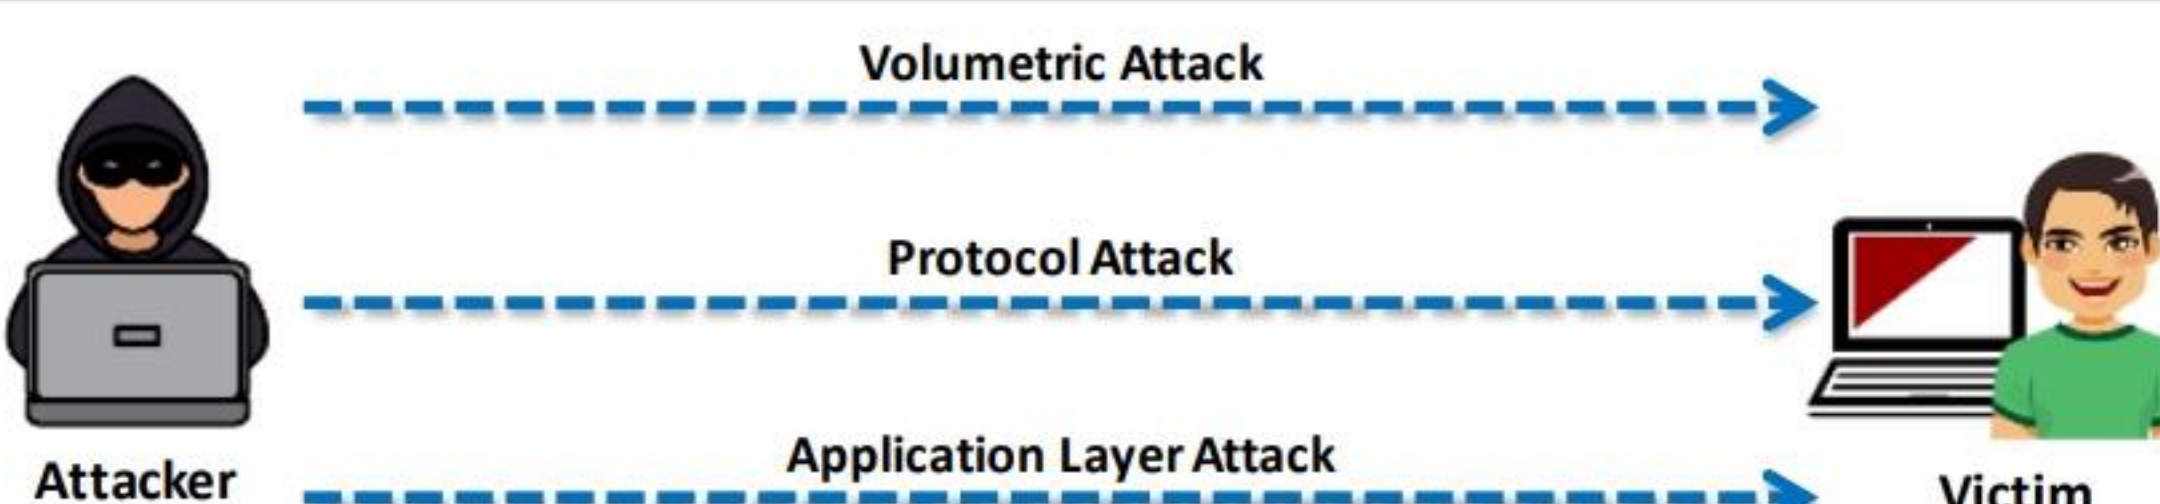 Volumetric Attack
Protocol Attack
Application Layer Attack
Attacker
Victim